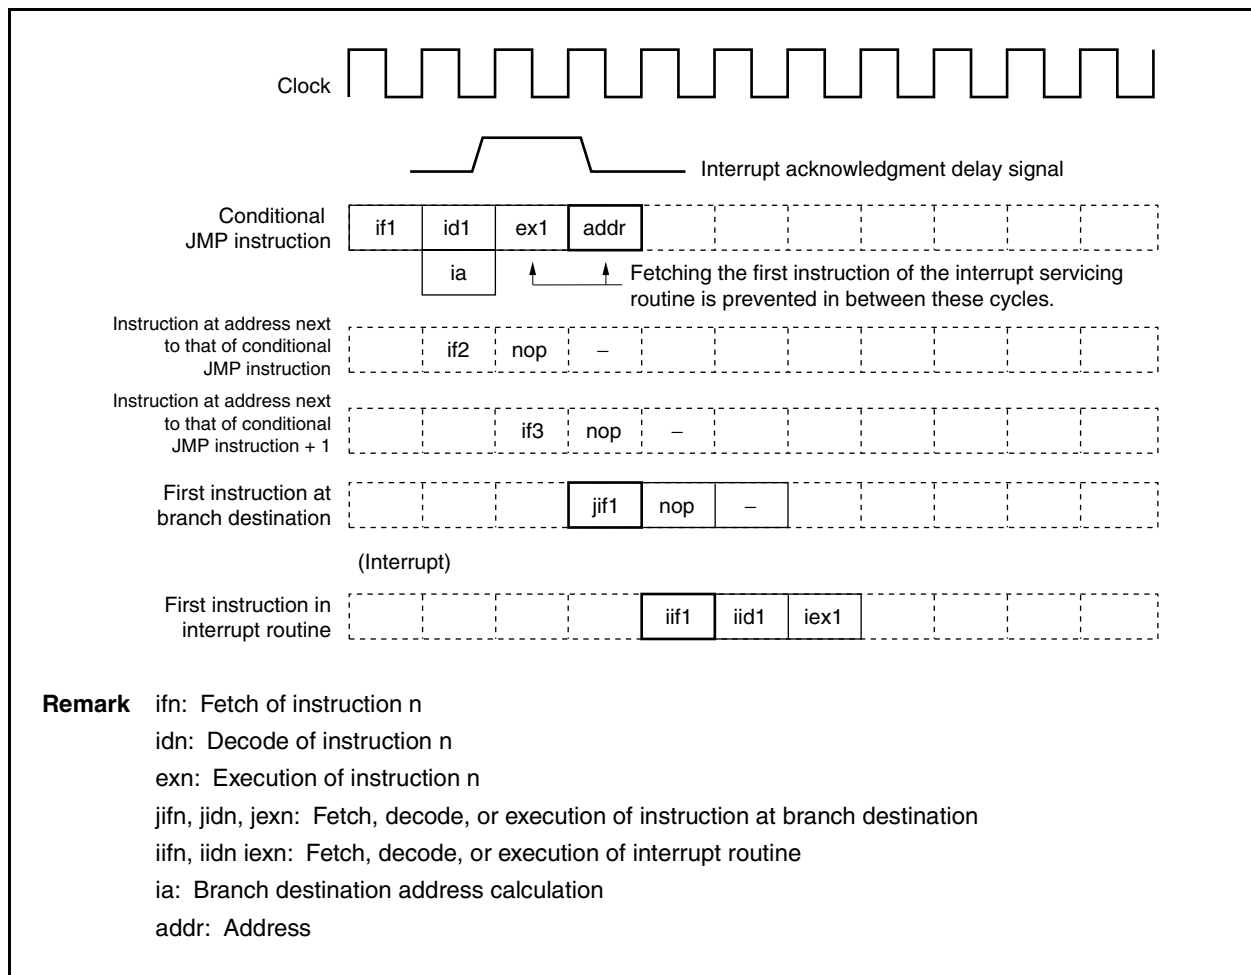 Clock
Interrupt acknowledgment delay signal
Conditional
JMP instruction
if1 id1 ex1 addr
ia
Fetching the first instruction of the interrupt servicing
routine is prevented in between these cycles.
Instruction at address next
to that of conditional
JMP instruction
if2 nop –
Instruction at address next
to that of conditional
JMP instruction + 1
if3 nop –
First instruction at
branch destination
jif1 nop –
(Interrupt)
First instruction in
interrupt routine
iif1 iid1 iex1
Remark ifn: Fetch of instruction n
idn: Decode of instruction n
exn: Execution of instruction n
jifn, jidn, jexn: Fetch, decode, or execution of instruction at branch destination
iifn, iidn iexn: Fetch, decode, or execution of interrupt routine
ia: Branch destination address calculation
addr: Address